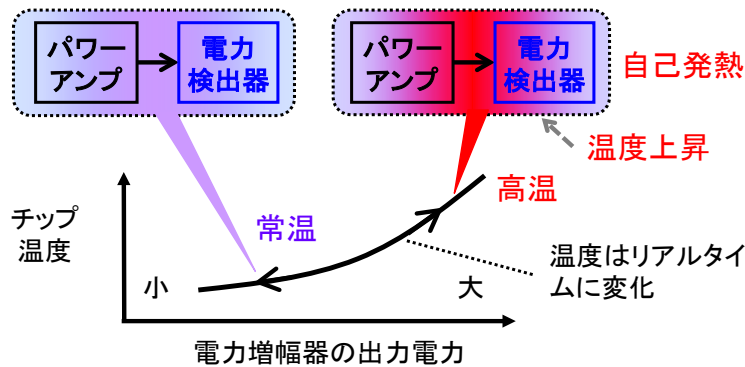 パワー
アンプ
電力
検出器
パワー
アンプ
電力
検出器
自己発熱
温度上昇
高温
常温
チップ
温度
小
大
温度はリアルタイ
ムに変化
電力増幅器の出力電力